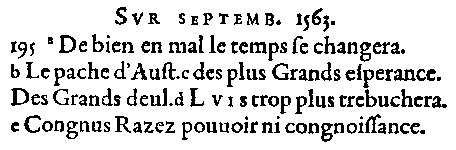 SVR SEPTEMB. 1563.
195 a De bien en mal le temps ſe changera.
b Le pache d'Auſt. c des plus Grands eſperance.
Des Grands deul. d LVIS trop plus trebuchera.
e Congnus Razez pouuoir ni congnoiſſance.